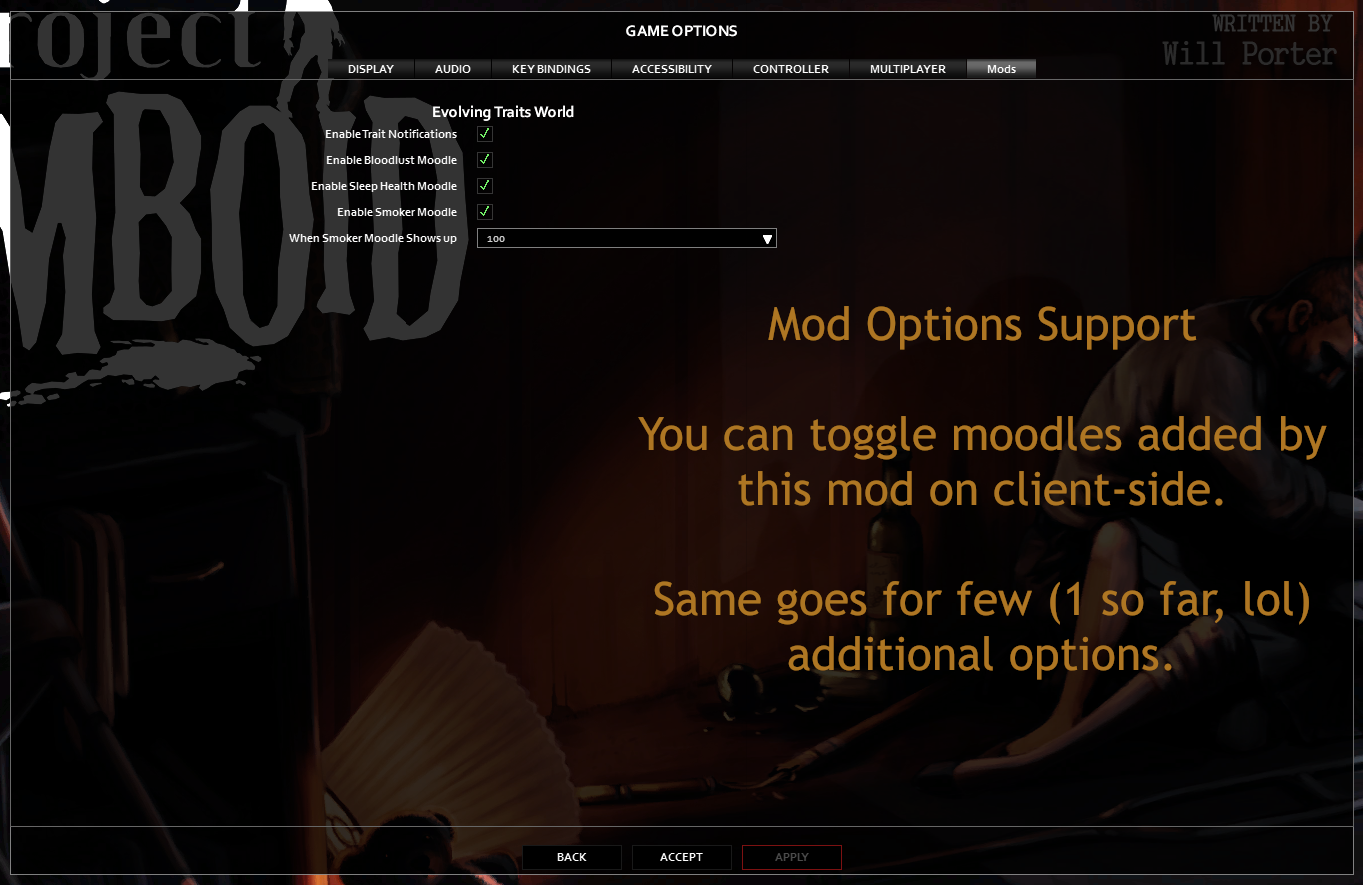 roject
MBOID
WRITTEN BY
Will Porter
GAME OPTIONS
DISPLAY AUDIO KEY BINDINGS ACCESSIBILITY CONTROLLER MULTIPLAYER Mods
Evolving Traits World
Enable Trait Notifications
Enable Bloodlust Moodle
Enable Sleep Health Moodle
Enable Smoker Moodle
When Smoker Moodle Shows up 100
Mod Options Support
You can toggle moodles added by
this mod on client-side.
Same goes for few (1 so far, lol)
additional options.
BACK ACCEPT APPLY